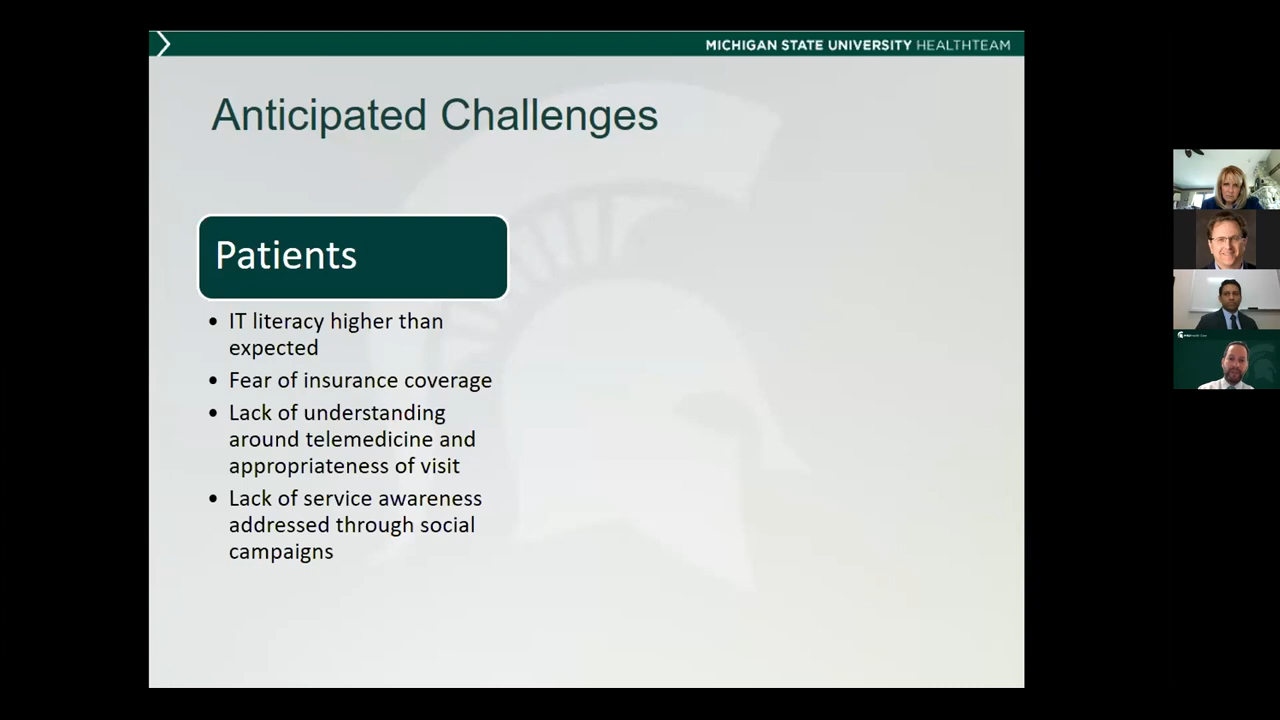 MICHIGAN STATE UNIVERSITY HEALTHTEAM
Anticipated Challenges
Patients
• IT literacy higher than
expected
• Fear of insurance coverage
• Lack of understanding
around telemedicine and
appropriateness of visit
• Lack of service awareness
addressed through social
campaigns